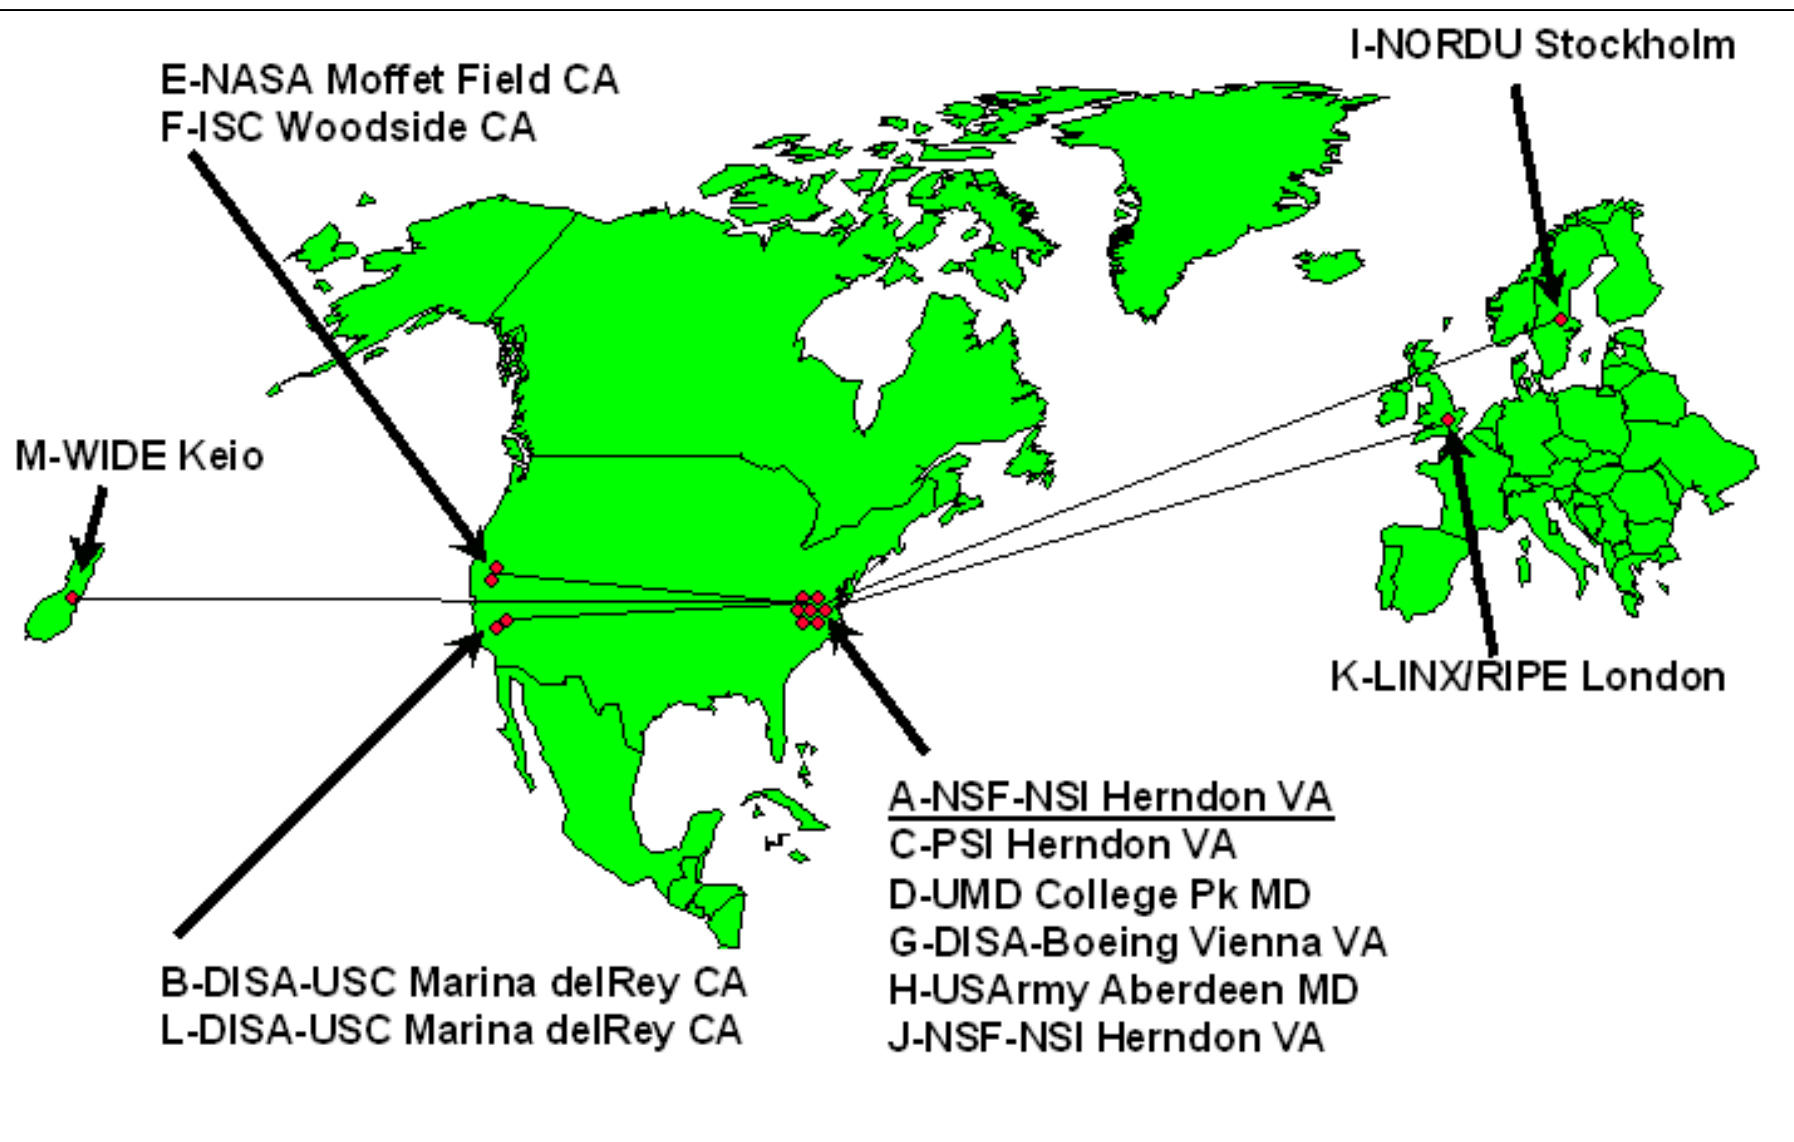 I-NORDU Stockholm
E-NASA Moffet Field CA
F-ISC Woodside CA
M-WIDE Keio
K-LINX/RIPE London
A-NSF-NSI Herndon VA
C-PSI Herndon VA
D-UMD College Pk MD
G-DISA-Boeing Vienna VA
H-USArmy Aberdeen MD
J-NSF-NSI Herndon VA
B-DISA-USC Marina delRey CA
L-DISA-USC Marina delRey CA